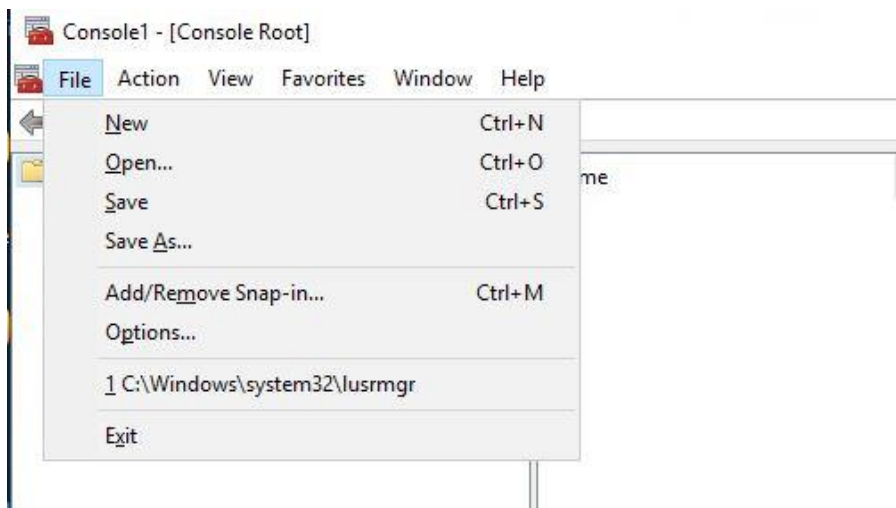 Console1 - [Console Root]
File Action View Favorites Window Help
New Ctrl+N
Open... Ctrl+O
Save Ctrl+S
Save As...
Add/Remove Snap-in... Ctrl+M
Options...
1 C:\Windows\system32\lusrmgr
Exit
me